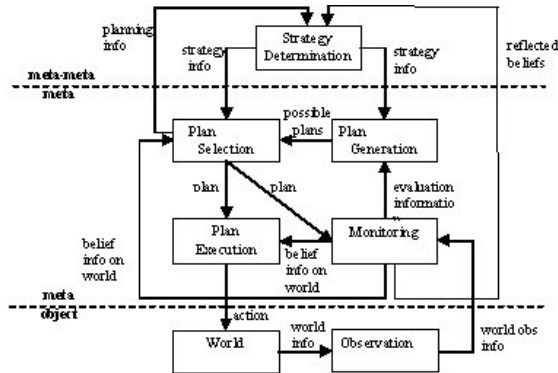 planning
info
Strategy
Determination
reflected
beliefs
strategy
info
strategy
info
meta-meta
meta
Plan
Selection
possible
plans
Plan
Generation
plan
plan
evaluation
informatio
Plan
Execution
belief
info on
world
Monitoring
belief
info on
world
meta
object
action
World
world
info
Observation
world obs
info